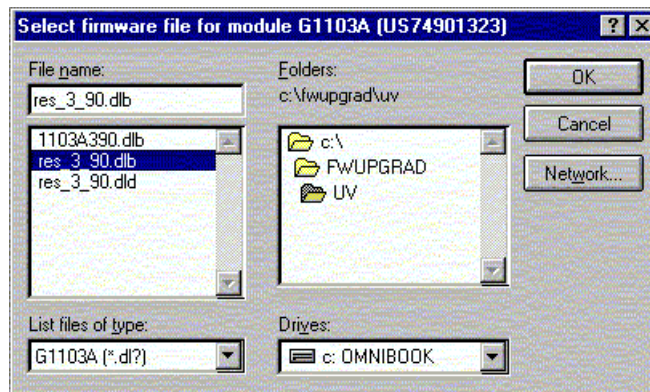 Select firmware file for module G1103A (US74901323)
File name:
res_3_90.dlb
1103A390.dlb
res_3_90.dlb
res_3_90.dld
List files of type:
G1103A (*.dl?)
Folders:
c:\fwupgrad\uv
c:\
FWUPGRAD
UV
Drives:
c: OMNIBOOK
OK
Cancel
Network...